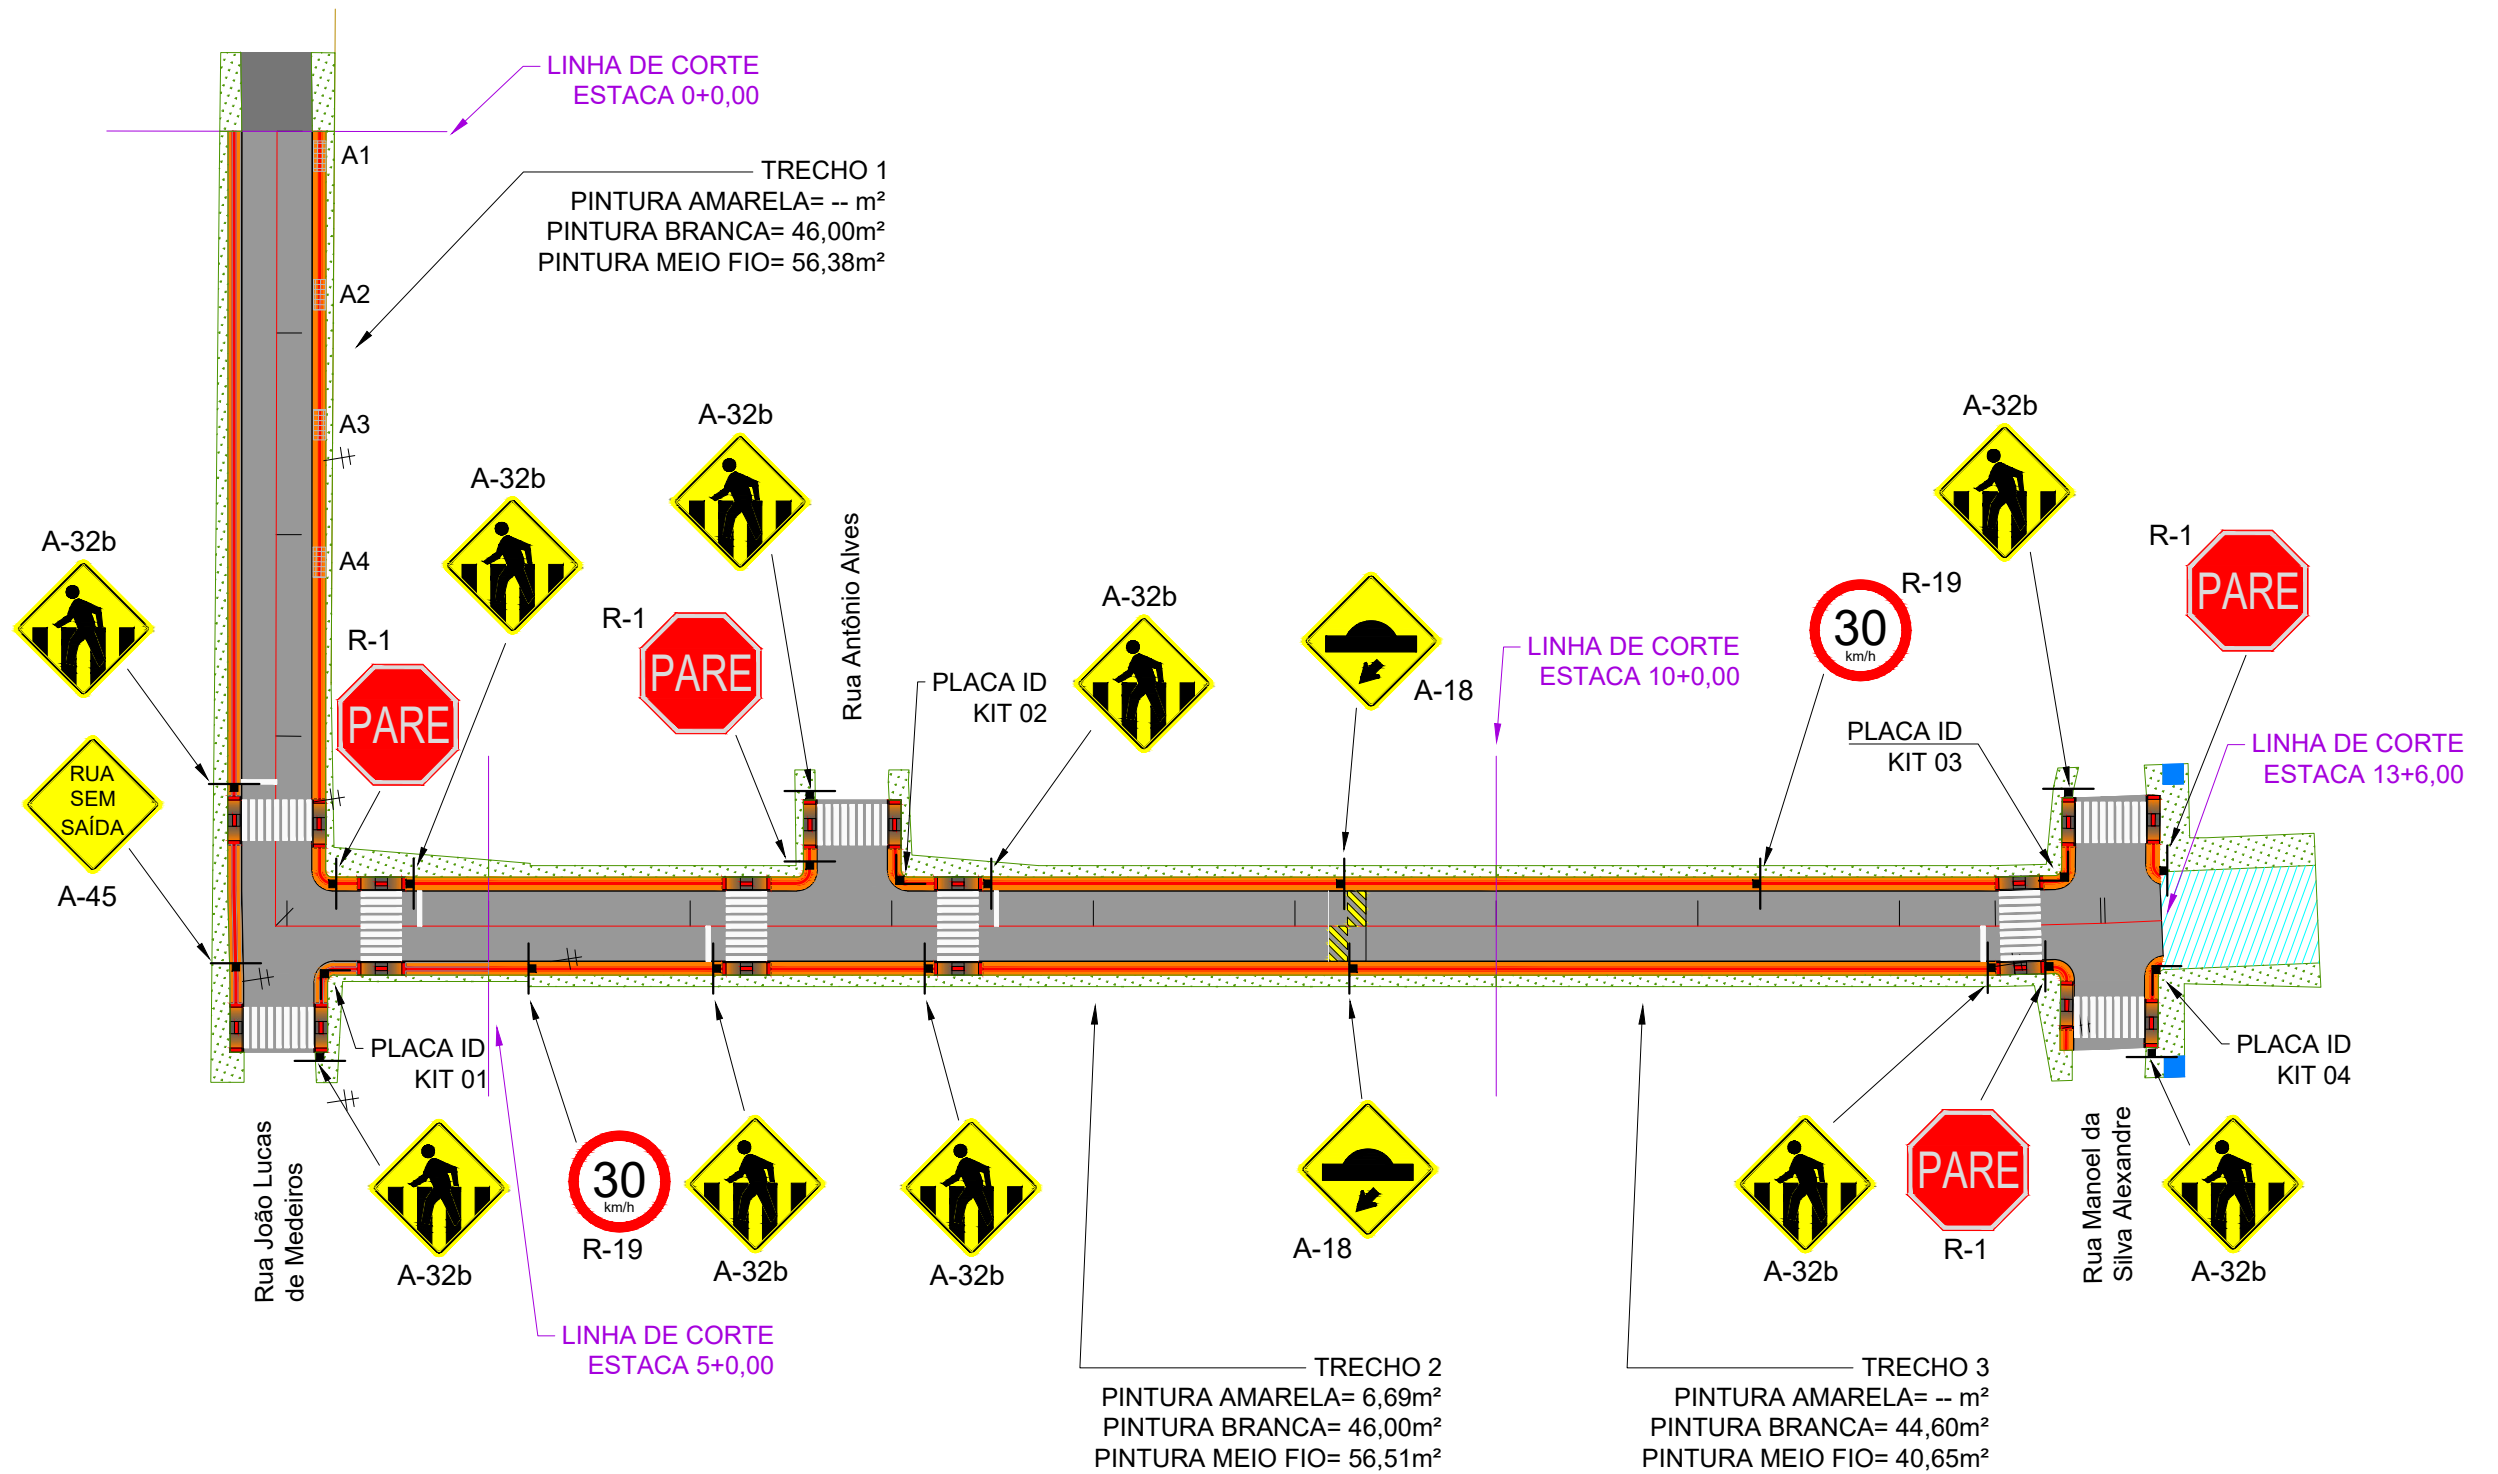 LINHA DE CORTE
ESTACA 0+0,00
A1
TRECHO 1
PINTURA AMARELA= -- m²
PINTURA BRANCA= 46,00m²
PINTURA MEIO FIO= 56,38m²
A2
A3
A4
A-32b
A-32b
A-32b
A-32b
A-32b
R-1
PARE
R-1
PARE
R-1
PARE
Rua Antônio Alves
PLACA ID
KIT 02
A-18
LINHA DE CORTE
ESTACA 10+0,00
30
km/h
R-19
PLACA ID
KIT 03
LINHA DE CORTE
ESTACA 13+6,00
RUA
SEM
SAÍDA
A-45
PLACA ID
KIT 01
PLACA ID
KIT 04
Rua João Lucas
de Medeiros
A-32b
30
km/h
R-19
A-32b
A-32b
A-18
A-32b
PARE
R-1
Rua Manoel da
Silva Alexandre
A-32b
LINHA DE CORTE
ESTACA 5+0,00
TRECHO 2
PINTURA AMARELA= 6,69m²
PINTURA BRANCA= 46,00m²
PINTURA MEIO FIO= 56,51m²
TRECHO 3
PINTURA AMARELA= -- m²
PINTURA BRANCA= 44,60m²
PINTURA MEIO FIO= 40,65m²